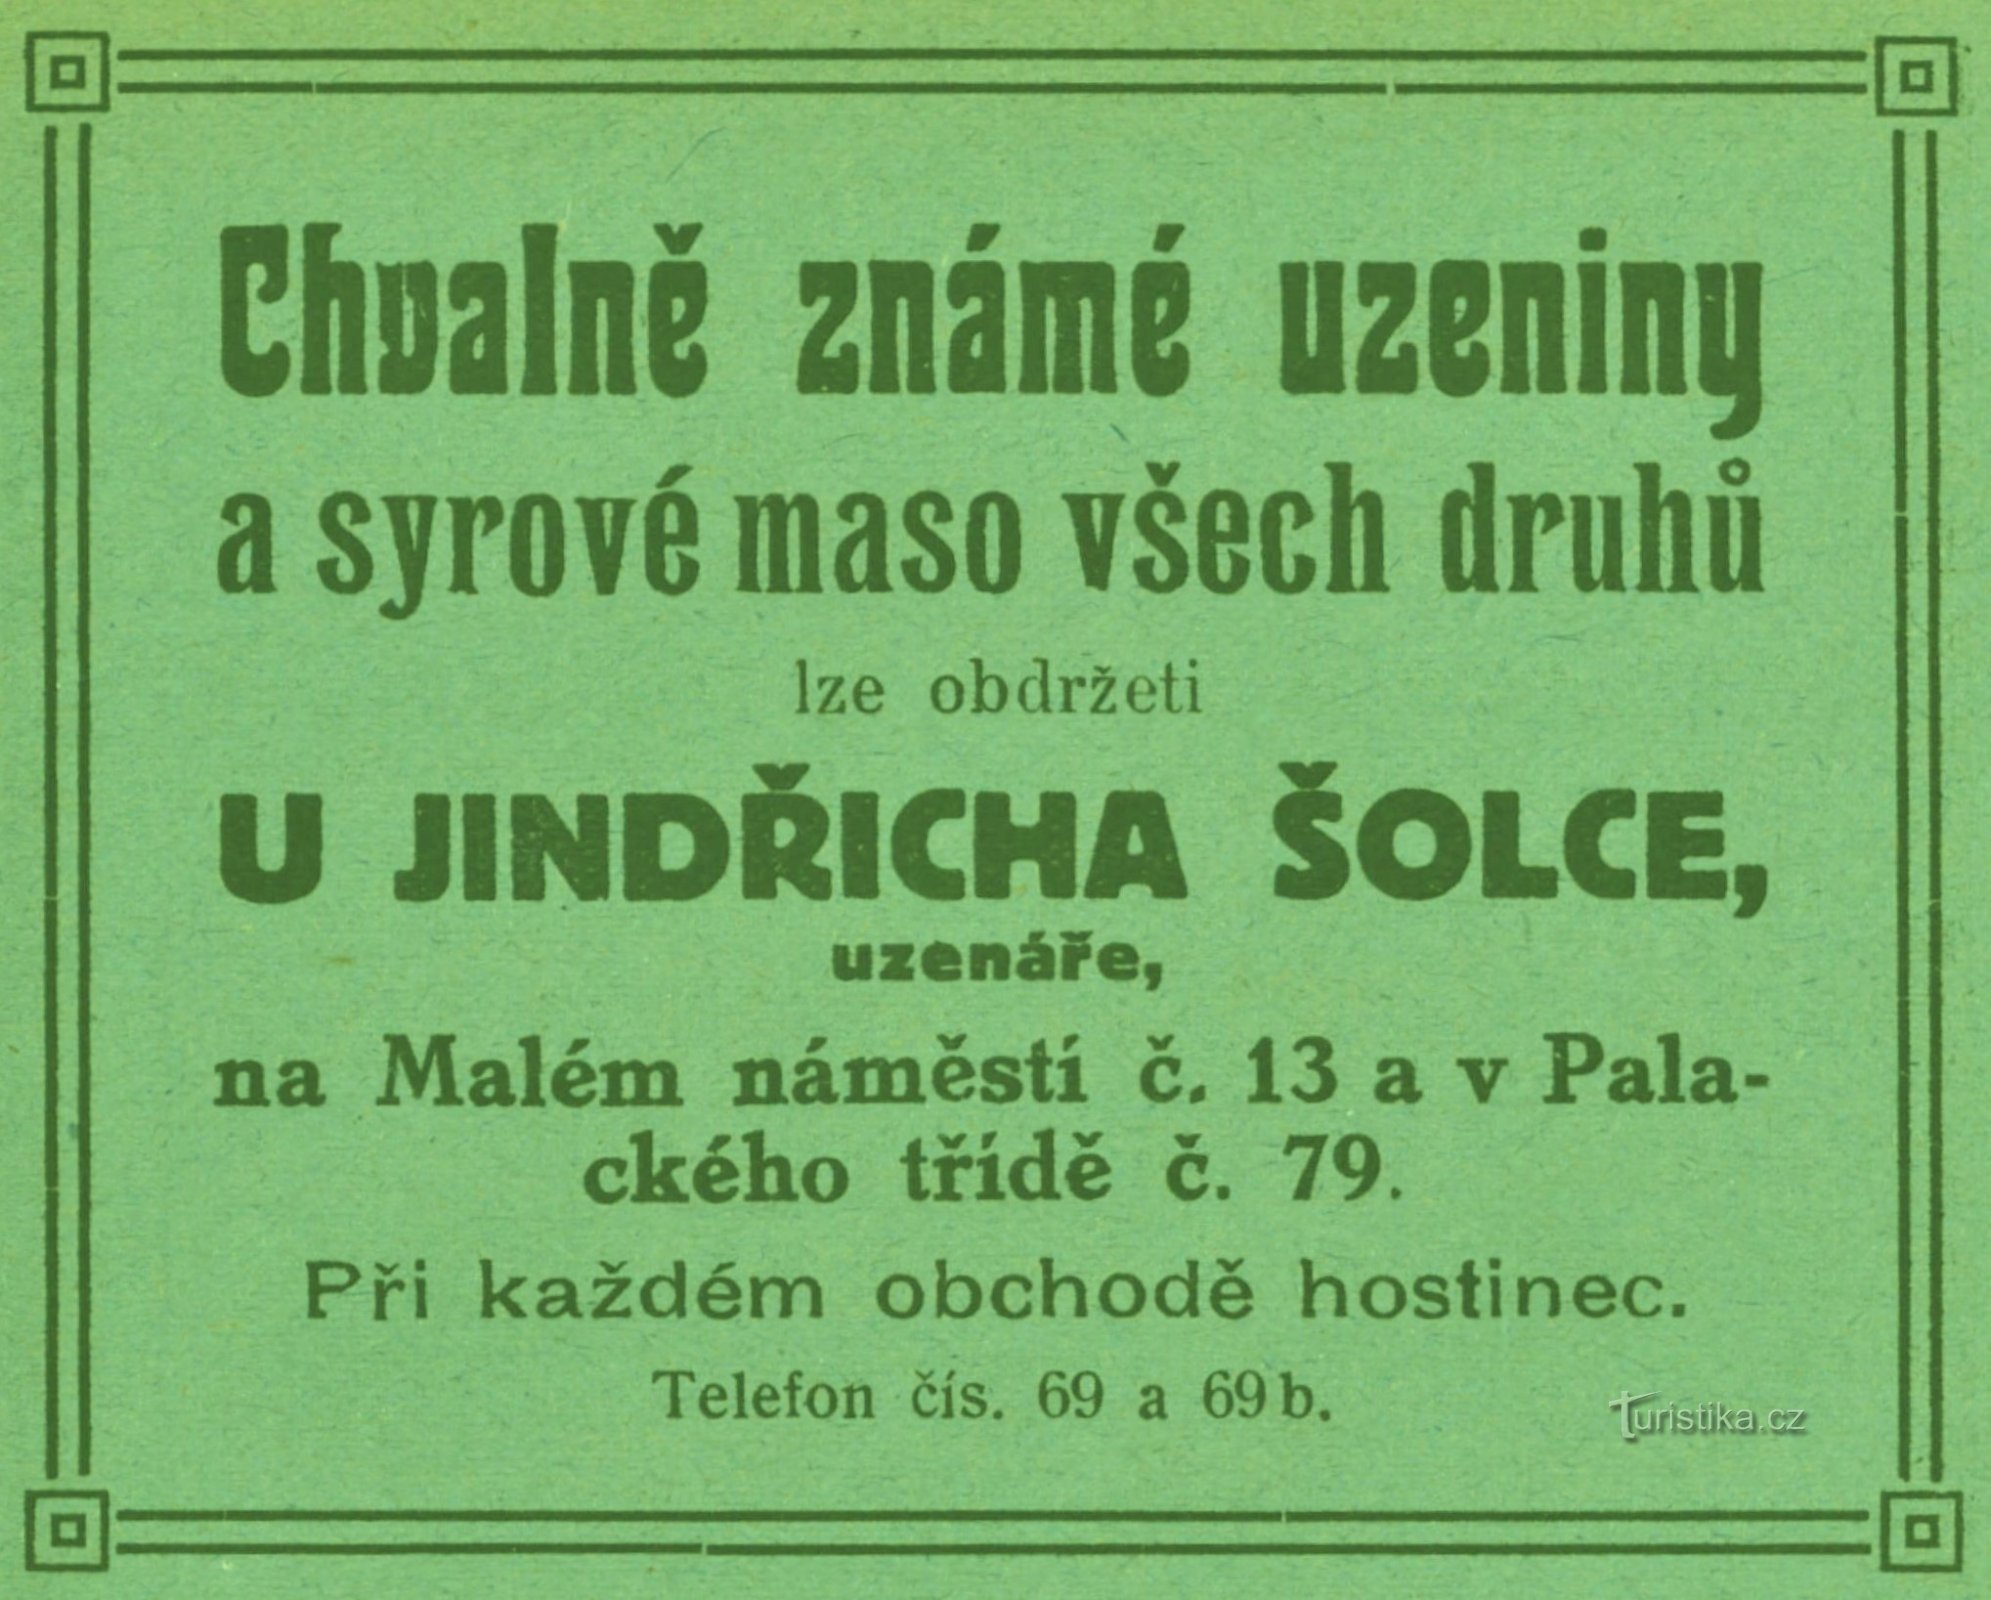 Chvalně známé uzeniny
a syrové maso všech druhů
lze obdržeti
U JINDŘICHA ŠOLCE,
uzenáře,
na Malém náměstí č. 13 a v Pala-
ckého třídě č. 79.
Při každém obchodě hostinec.
Telefon čís. 69 a 69 b.
Turistika.cz